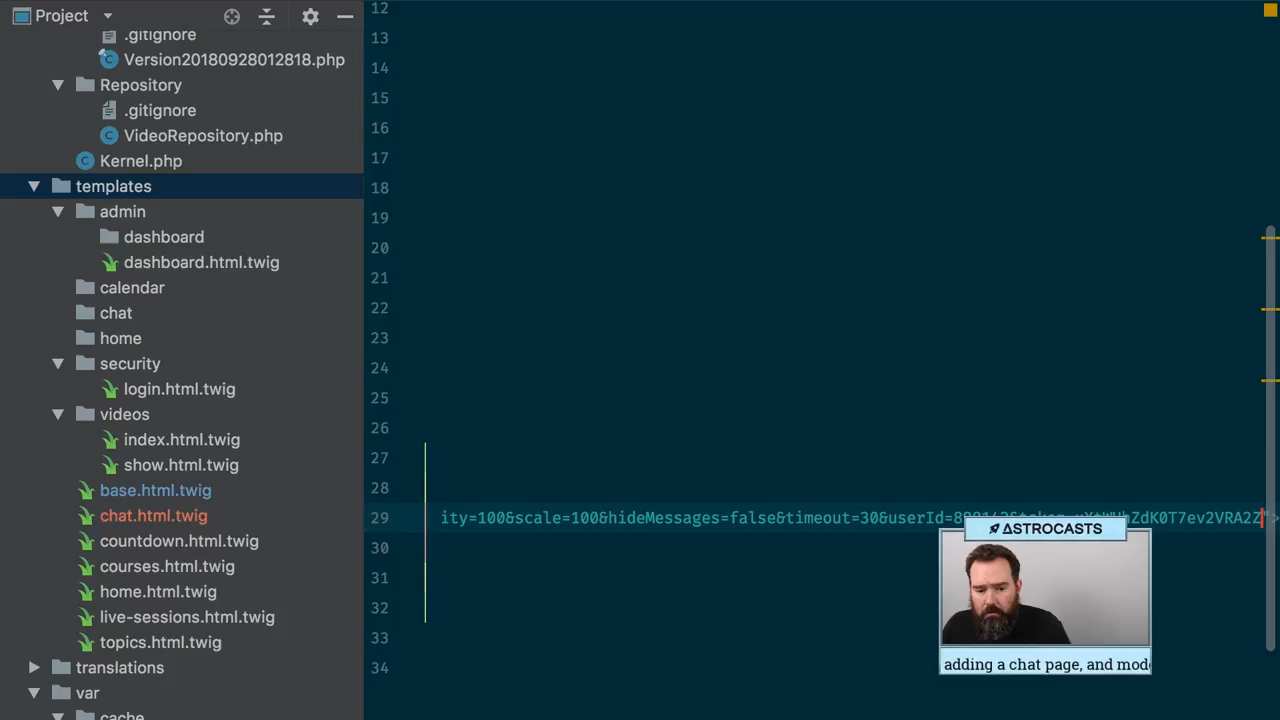 Project
.gitignore
Version20180928012818.php
Repository
.gitignore
VideoRepository.php
Kernel.php
templates
admin
dashboard
dashboard.html.twig
calendar
chat
home
security
login.html.twig
videos
index.html.twig
show.html.twig
base.html.twig
chat.html.twig
countdown.html.twig
courses.html.twig
home.html.twig
live-sessions.html.twig
topics.html.twig
translations
var
cache
12
13
14
15
16
17
18
19
20
21
22
23
24
25
26
27
28
29 ity=100&scale=100&hideMessages=false&timeout=30&userId=
30
31
32
33
34
ΔSTROCASTS
adding a chat page, and mod